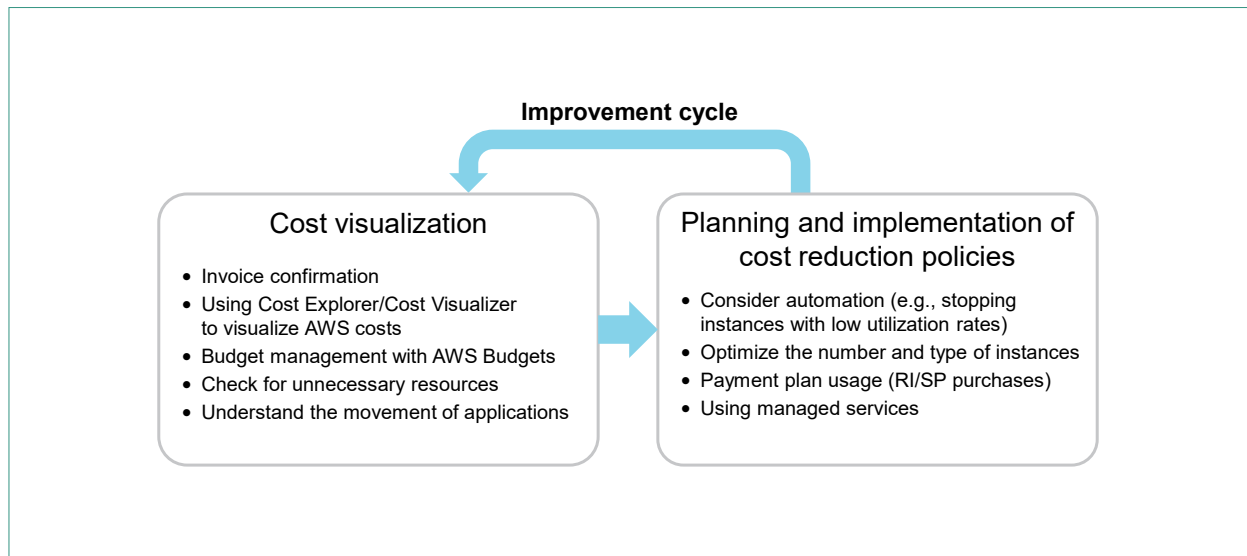 Improvement cycle
Cost visualization
• Invoice confirmation
• Using Cost Explorer/Cost Visualizer
to visualize AWS costs
• Budget management with AWS Budgets
• Check for unnecessary resources
• Understand the movement of applications
Planning and implementation of
cost reduction policies
• Consider automation (e.g., stopping
instances with low utilization rates)
• Optimize the number and type of instances
• Payment plan usage (RI/SP purchases)
• Using managed services